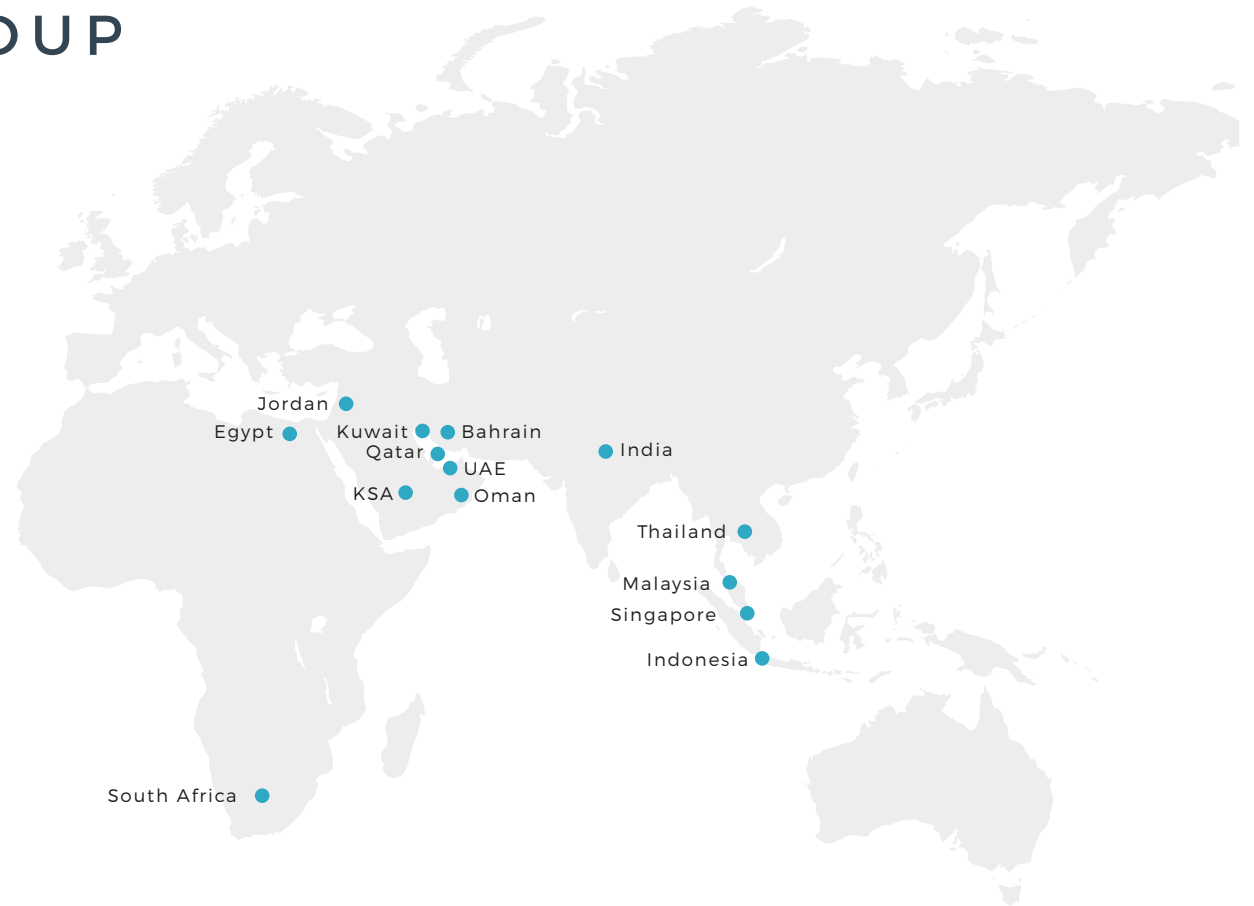 OUP
Jordan
Egypt
Kuwait
Bahrain
Qatar
India
UAE
KSA
Oman
Thailand
Malaysia
Singapore
Indonesia
South Africa